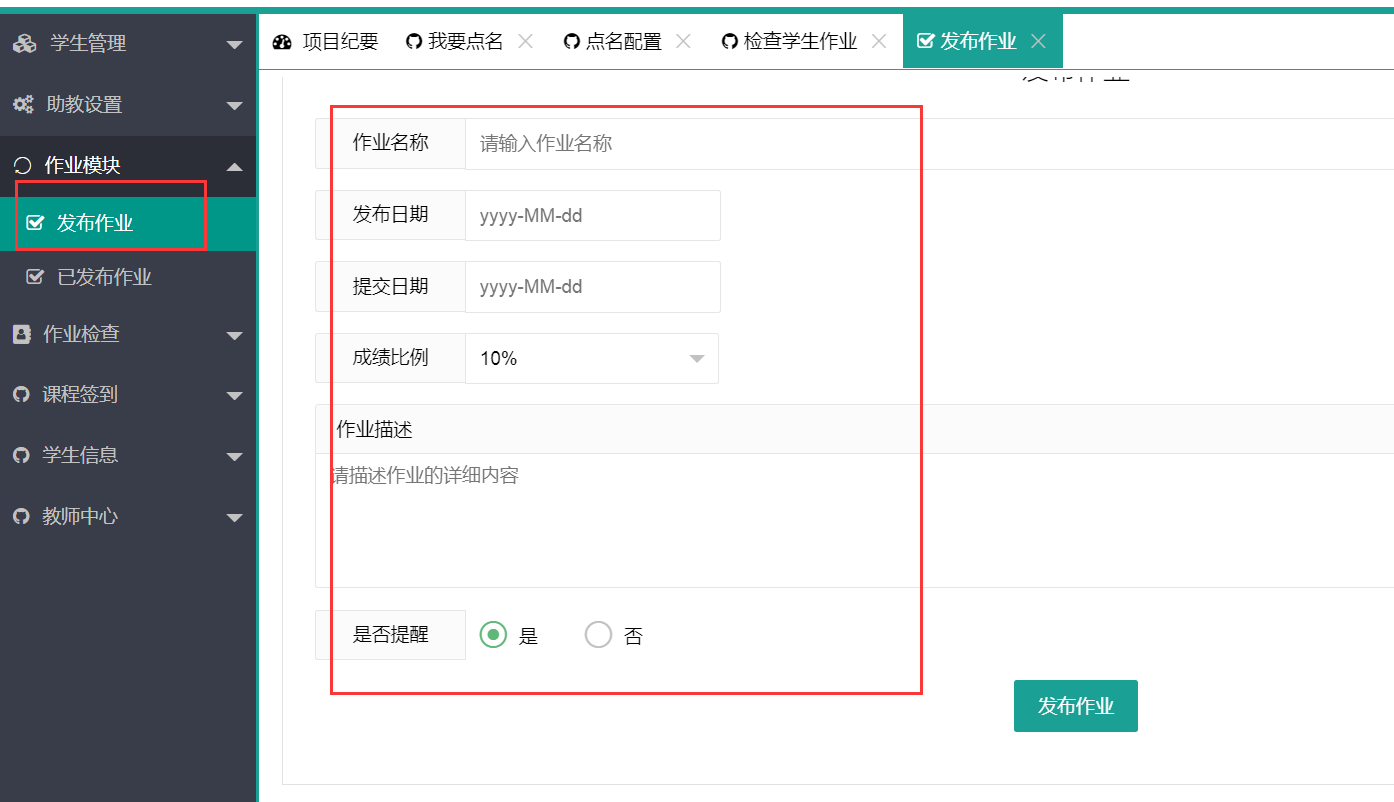 学生管理
助教设置
作业模块
发布作业
已发布作业
作业检查
课程签到
学生信息
教师中心
项目纪要 我要点名 点名配置 检查学生作业 发布作业
作业名称 请输入作业名称
发布日期 yyyy-MM-dd
提交日期 yyyy-MM-dd
成绩比例 10%
作业描述
请描述作业的详细内容
是否提醒 是 否
发布作业